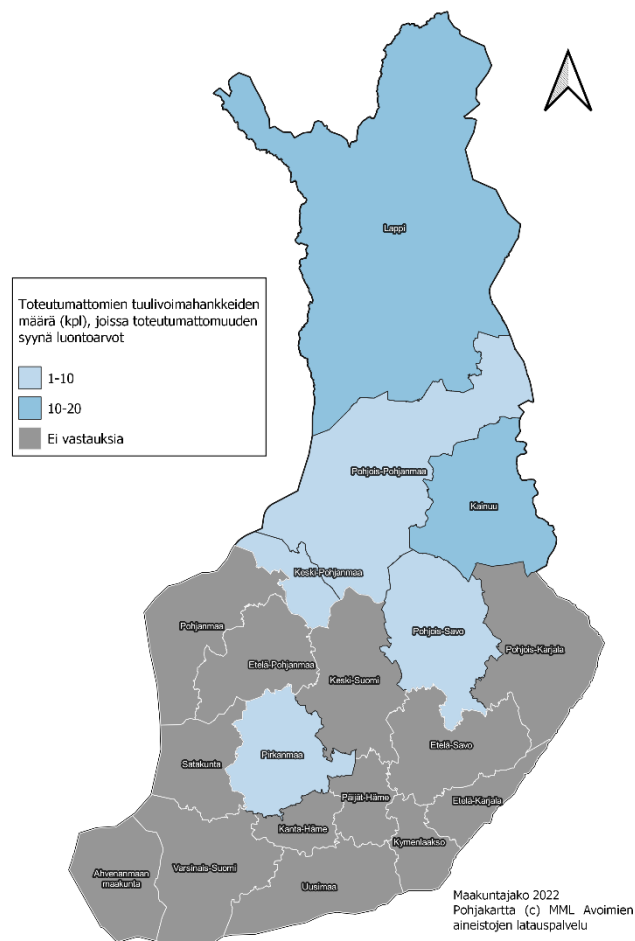 Lappi
Toteutumattomien tuulivoimahankkeiden
määrä (kpl), joissa toteutumattomuuden
syynä luontoarvot
1-10
10-20
Ei vastauksia
Pohjois-Pohjanmaa
Kainuu
Keski-Pohjanmaa
Pohjanmaa
Pohjois-Savo
Pohjois-Karjala
Etelä-Pohjanmaa
Keski-Suomi
Etelä-Savo
Pirkanmaa
Satakunta
Päijät-Häme
Etelä-Karjala
Kanta-Häme
Kymenlaakso
Varsinais-Suomi
Ahvenanmaan
maakunta
Uusimaa
Maakuntajako 2022
Pohjakartta (c) MML Avoimien
aineistojen latauspalvelu